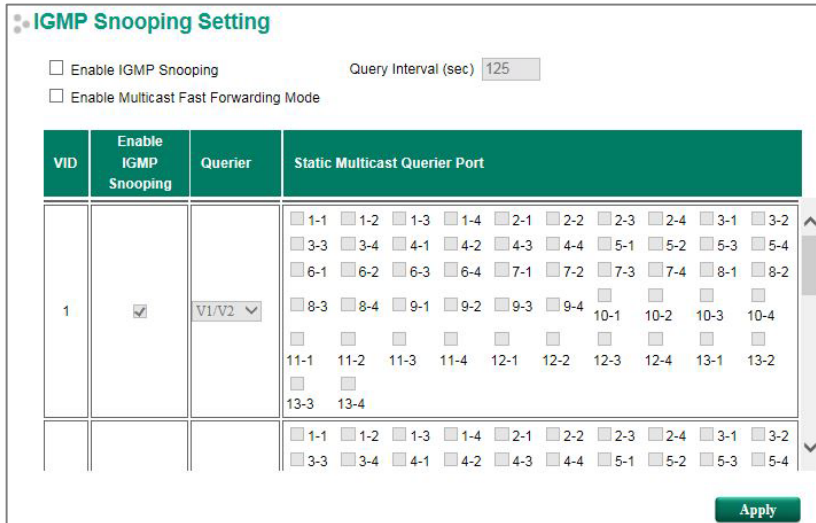 IGMP Snooping Setting
Enable IGMP Snooping Query Interval (sec) 125
Enable Multicast Fast Forwarding Mode
VID Enable IGMP Snooping Querier Static Multicast Querier Port
1-1 1-2 1-3 1-4 2-1 2-2 2-3 2-4 3-1 3-2
3-3 3-4 4-1 4-2 4-3 4-4 5-1 5-2 5-3 5-4
6-1 6-2 6-3 6-4 7-1 7-2 7-3 7-4 8-1 8-2
1 V1/V2 8-3 8-4 9-1 9-2 9-3 9-4 10-1 10-2 10-3 10-4
11-1 11-2 11-3 11-4 12-1 12-2 12-3 12-4 13-1 13-2
13-3 13-4
1-1 1-2 1-3 1-4 2-1 2-2 2-3 2-4 3-1 3-2
3-3 3-4 4-1 4-2 4-3 4-4 5-1 5-2 5-3 5-4
Apply